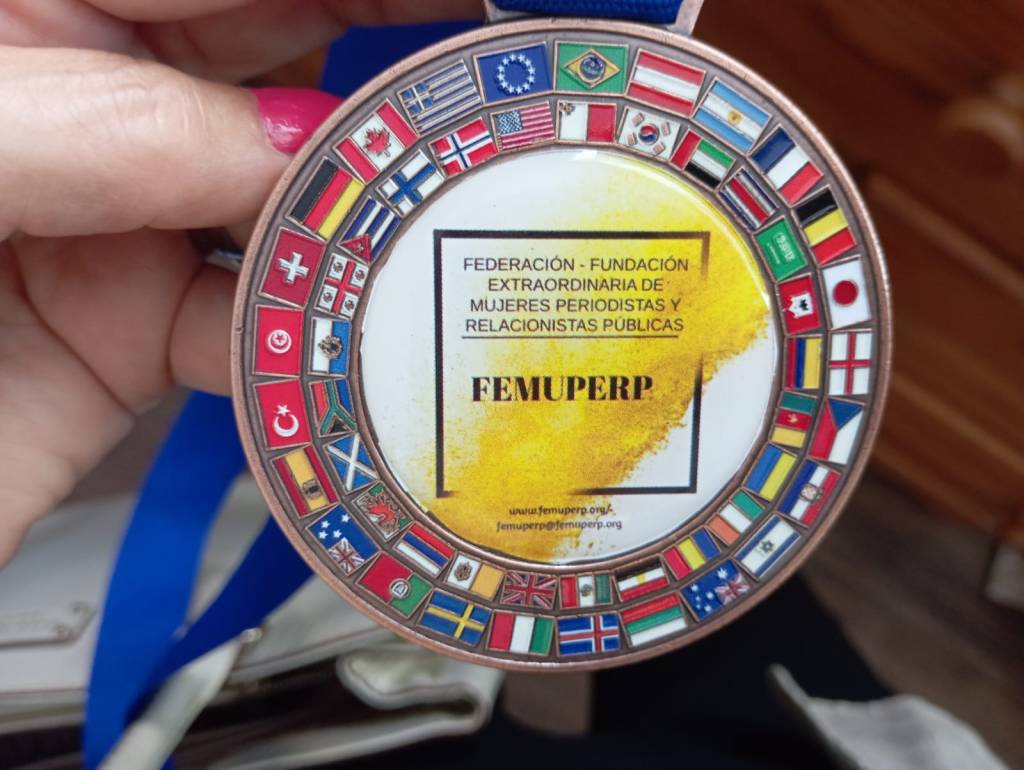 FEDERACIÓN - FUNDACIÓN
EXTRAORDINARIA DE
MUJERES PERIODISTAS Y
RELACIONISTAS PÚBLICAS
FEMUPERP.
www.femuperp.org/-
femuperp@femuperp.org